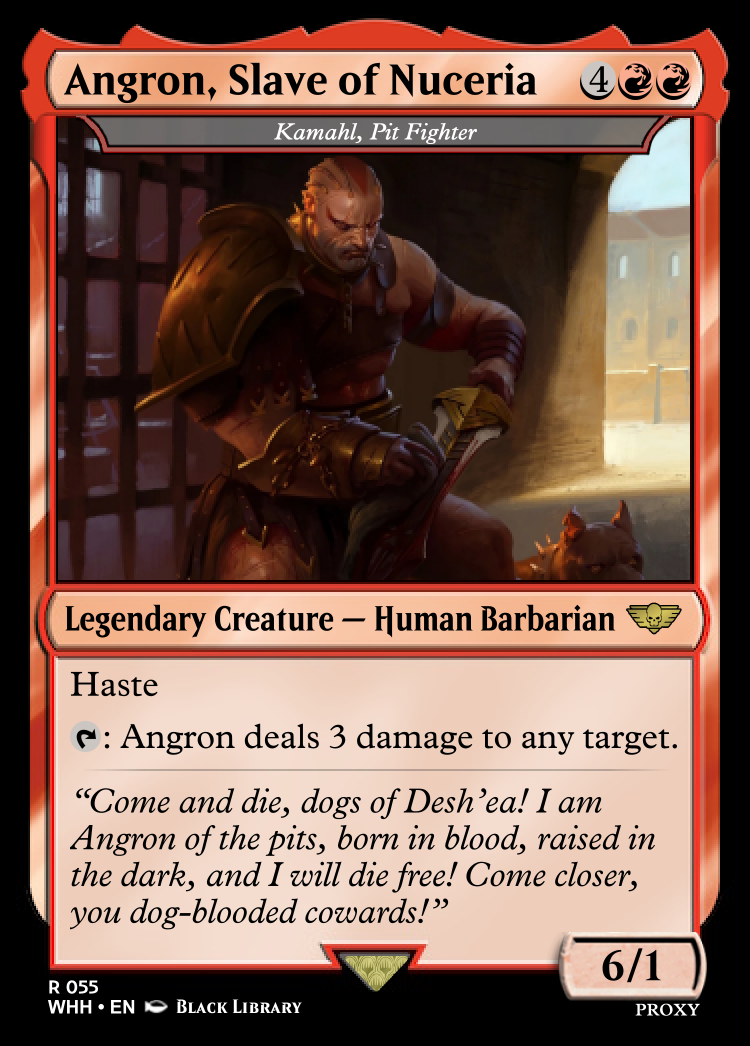 Angron, Slave of Nuceria 4
Kamahl, Pit Fighter
Legendary Creature — Human Barbarian
Haste
: Angron deals 3 damage to any target.
“Come and die, dogs of Desh’ea! I am
Angron of the pits, born in blood, raised in
the dark, and I will die free! Come closer,
you dog-blooded cowards!”
6/1
R 055
WHH • EN BLACK LIBRARY
PROXY